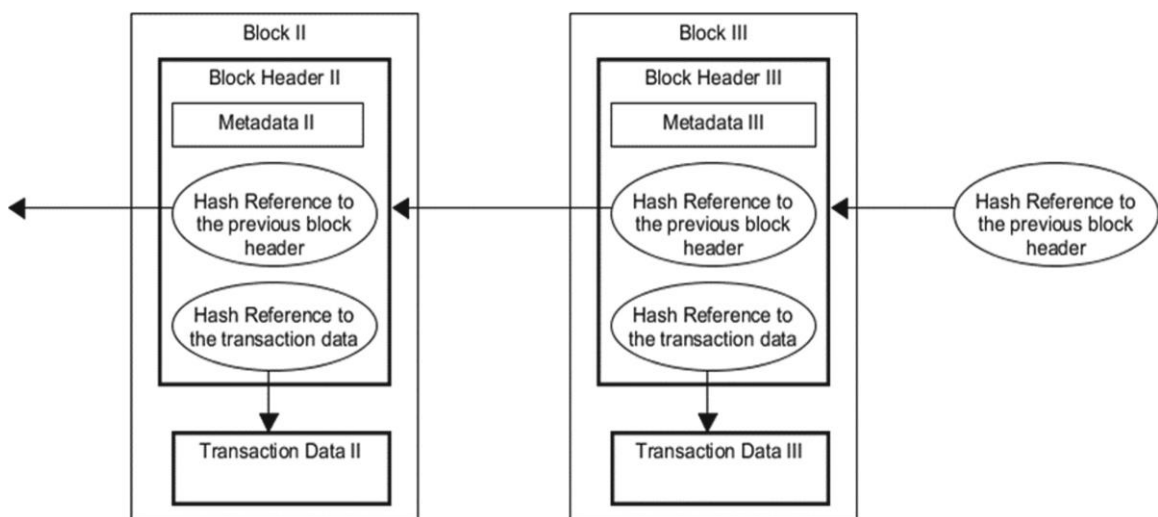 Block II
Block Header II
Metadata II
Hash Reference to
the previous block
header
Hash Reference to
the transaction data
Transaction Data II
Block III
Block Header III
Metadata III
Hash Reference to
the previous block
header
Hash Reference to
the transaction data
Transaction Data III
Hash Reference to
the previous block
header